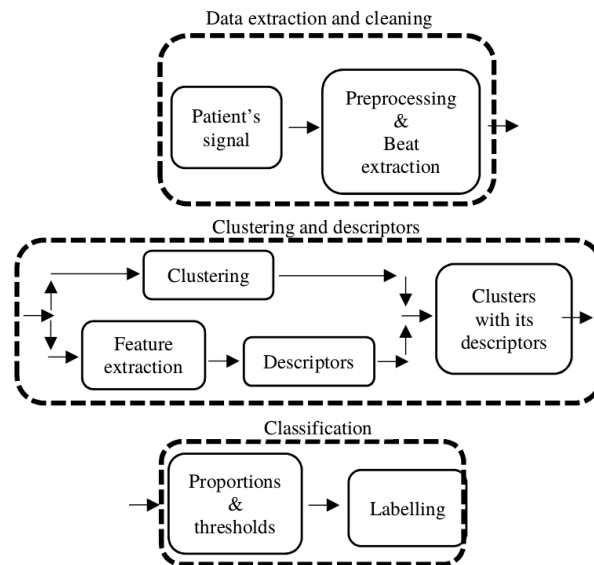 Data extraction and cleaning
Patient's
signal
Preprocessing
&
Beat
extraction
Clustering and descriptors
Clustering
Feature
extraction
Descriptors
Clusters
with its
descriptors
Classification
Proportions
&
thresholds
Labelling